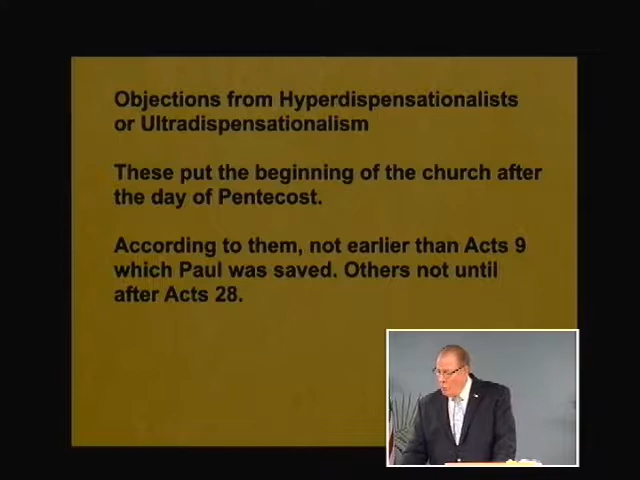 Objections from Hyperdispensationalists
or Ultradispensationalism
These put the beginning of the church after
the day of Pentecost.
According to them, not earlier than Acts 9
which Paul was saved. Others not until
after Acts 28.